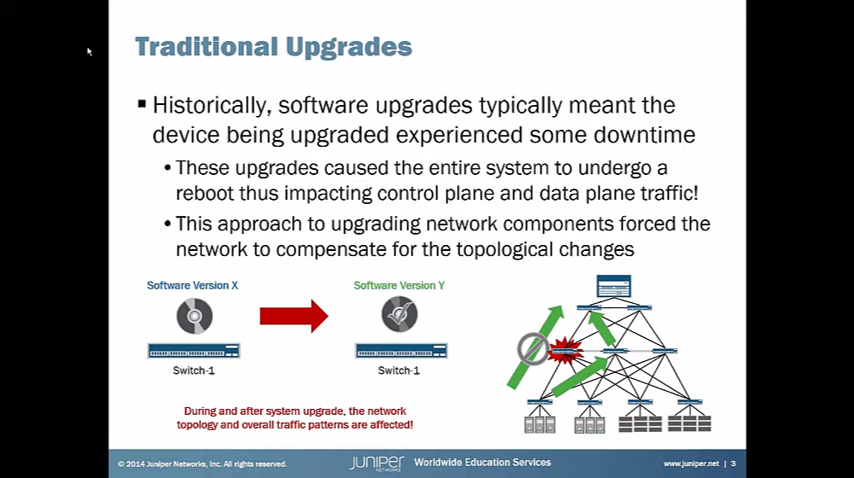 Traditional Upgrades
Historically, software upgrades typically meant the
device being upgraded experienced some downtime
• These upgrades caused the entire system to undergo a
reboot thus impacting control plane and data plane traffic!
• This approach to upgrading network components forced the
network to compensate for the topological changes
Software Version X
Software Version Y
Switch-1
Switch-1
During and after system upgrade, the network
topology and overall traffic patterns are affected!
© 2014 Juniper Networks, Inc. All rights reserved.
JUNIPER
NETWORKS
Worldwide Education Services
www.juniper.net | 3